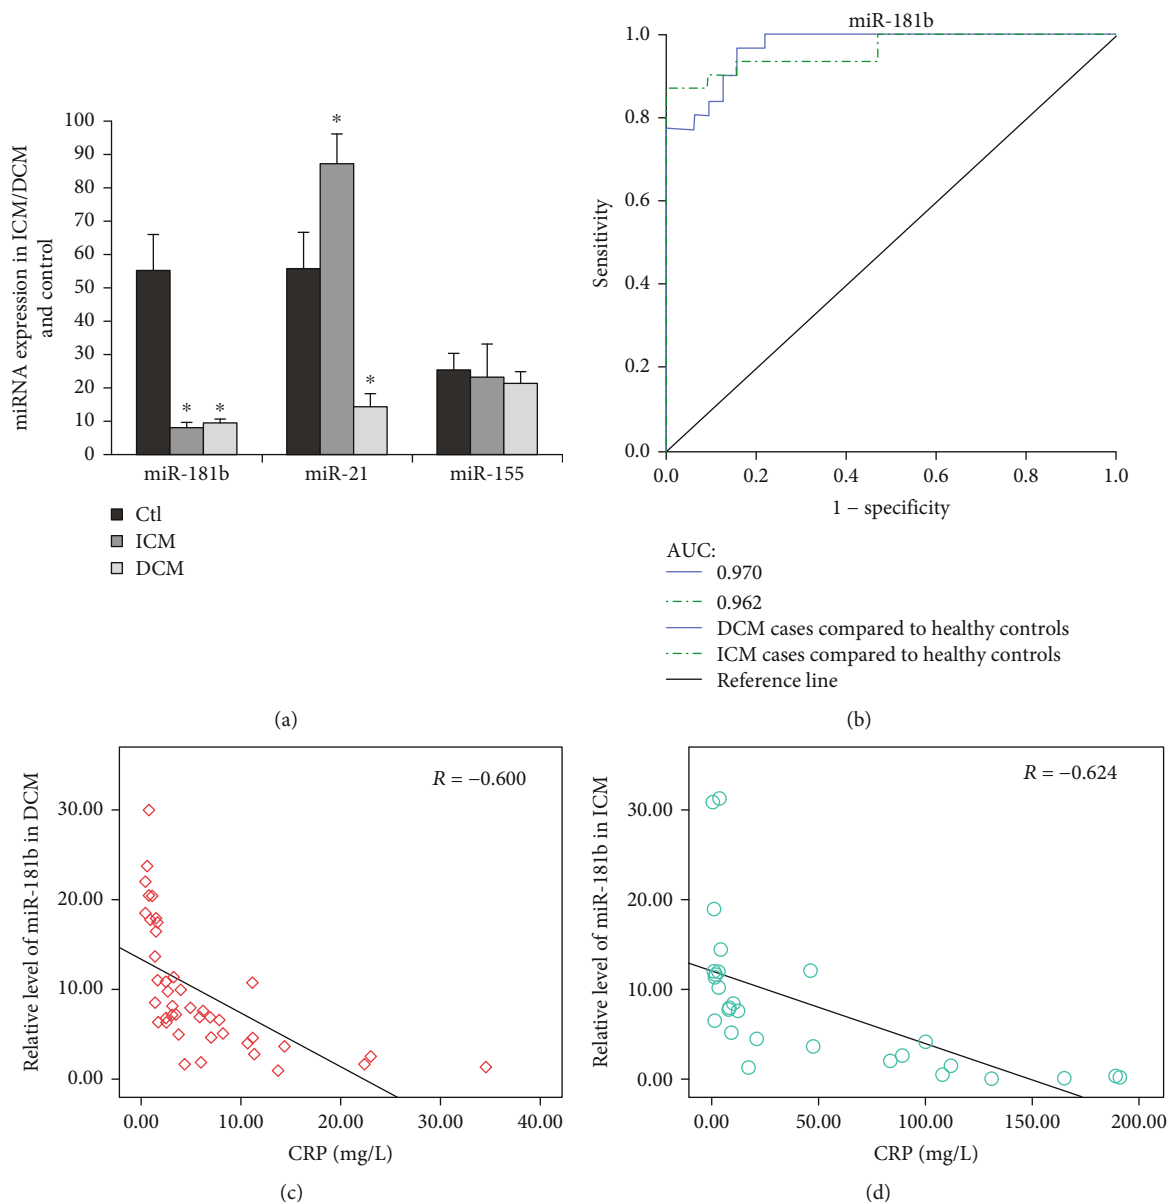 miRNA expression in ICM/DCM
and control
100
90
80
70
60
50
40
30
20
10
0
*
*
*
*
miR-181b
miR-21
miR-155
Ctl
ICM
DCM
(a)
miR-181b
Sensitivity
1.0
0.8
0.6
0.4
0.2
0.0
0.2
0.4
0.6
0.8
1.0
0.0
1 − specificity
AUC:
0.970
0.962
DCM cases compared to healthy controls
ICM cases compared to healthy controls
Reference line
(b)
Relative level of miR-181b in DCM
R = −0.600
30.00
20.00
10.00
0.00
0.00
10.00
20.00
30.00
40.00
CRP (mg/L)
(c)
Relative level of miR-181b in ICM
R = −0.624
30.00
20.00
10.00
0.00
0.00
50.00
100.00
150.00
200.00
CRP (mg/L)
(d)